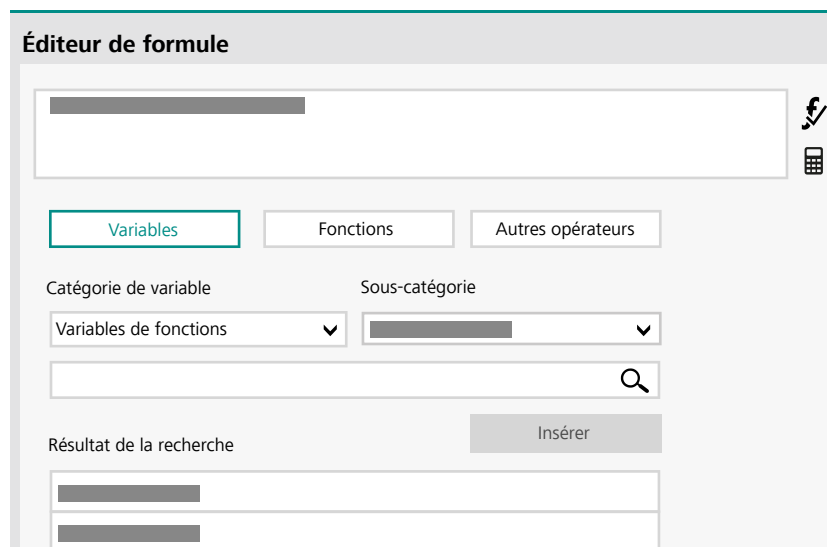 Éditeur de formule
Variables
Fonctions
Autres opérateurs
Catégorie de variable
Sous-catégorie
Variables de fonctions
Insérer
Résultat de la recherche